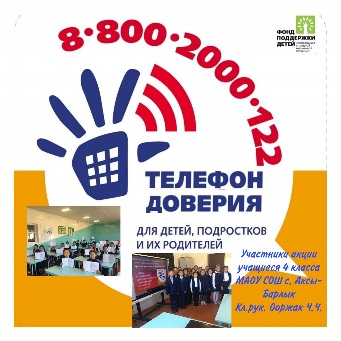 ФОНД
ПОДДЕРЖКИ
ДЕТЕЙ
8·800·2000·122
ТЕЛЕФОН
ДОВЕРИЯ
ДЛЯ ДЕТЕЙ, ПОДРОСТКОВ
И ИХ РОДИТЕЛЕЙ
Участники акции
учащиеся 4 класса
МАОУ СОШ с. Аксы-
Барлык
Кл.рук. Ооржак Ч.Ч.